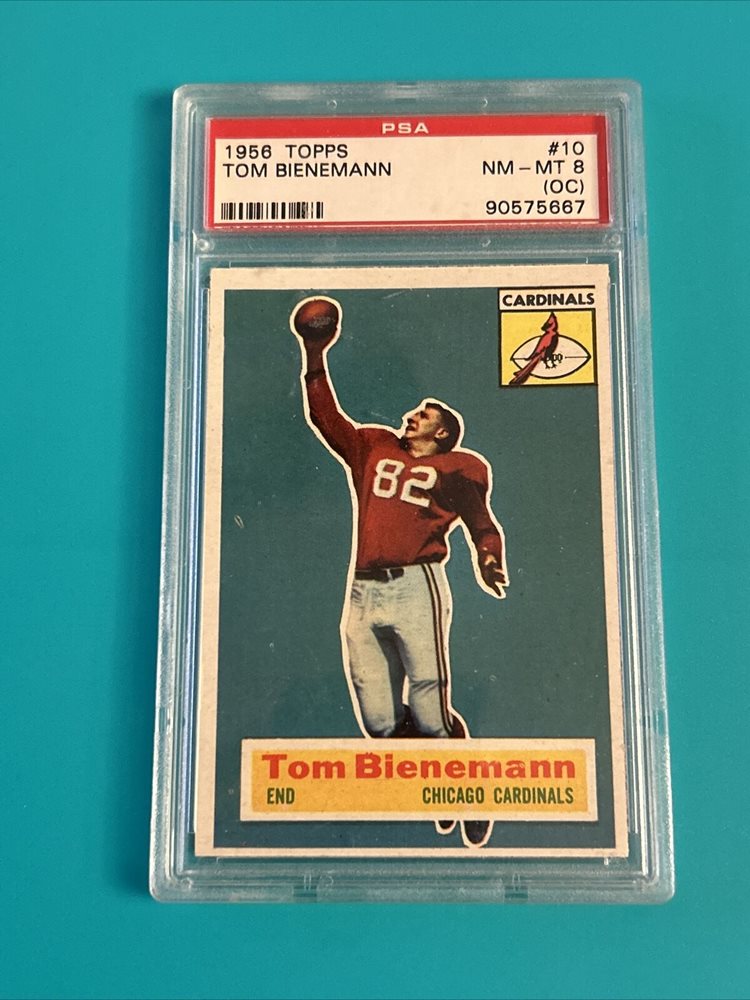 PSA
1956 TOPPS #10
TOM BIENEMANN NM - MT 8
(OC)
90575667
CARDINALS
82
Tom Bienemann
END CHICAGO CARDINALS